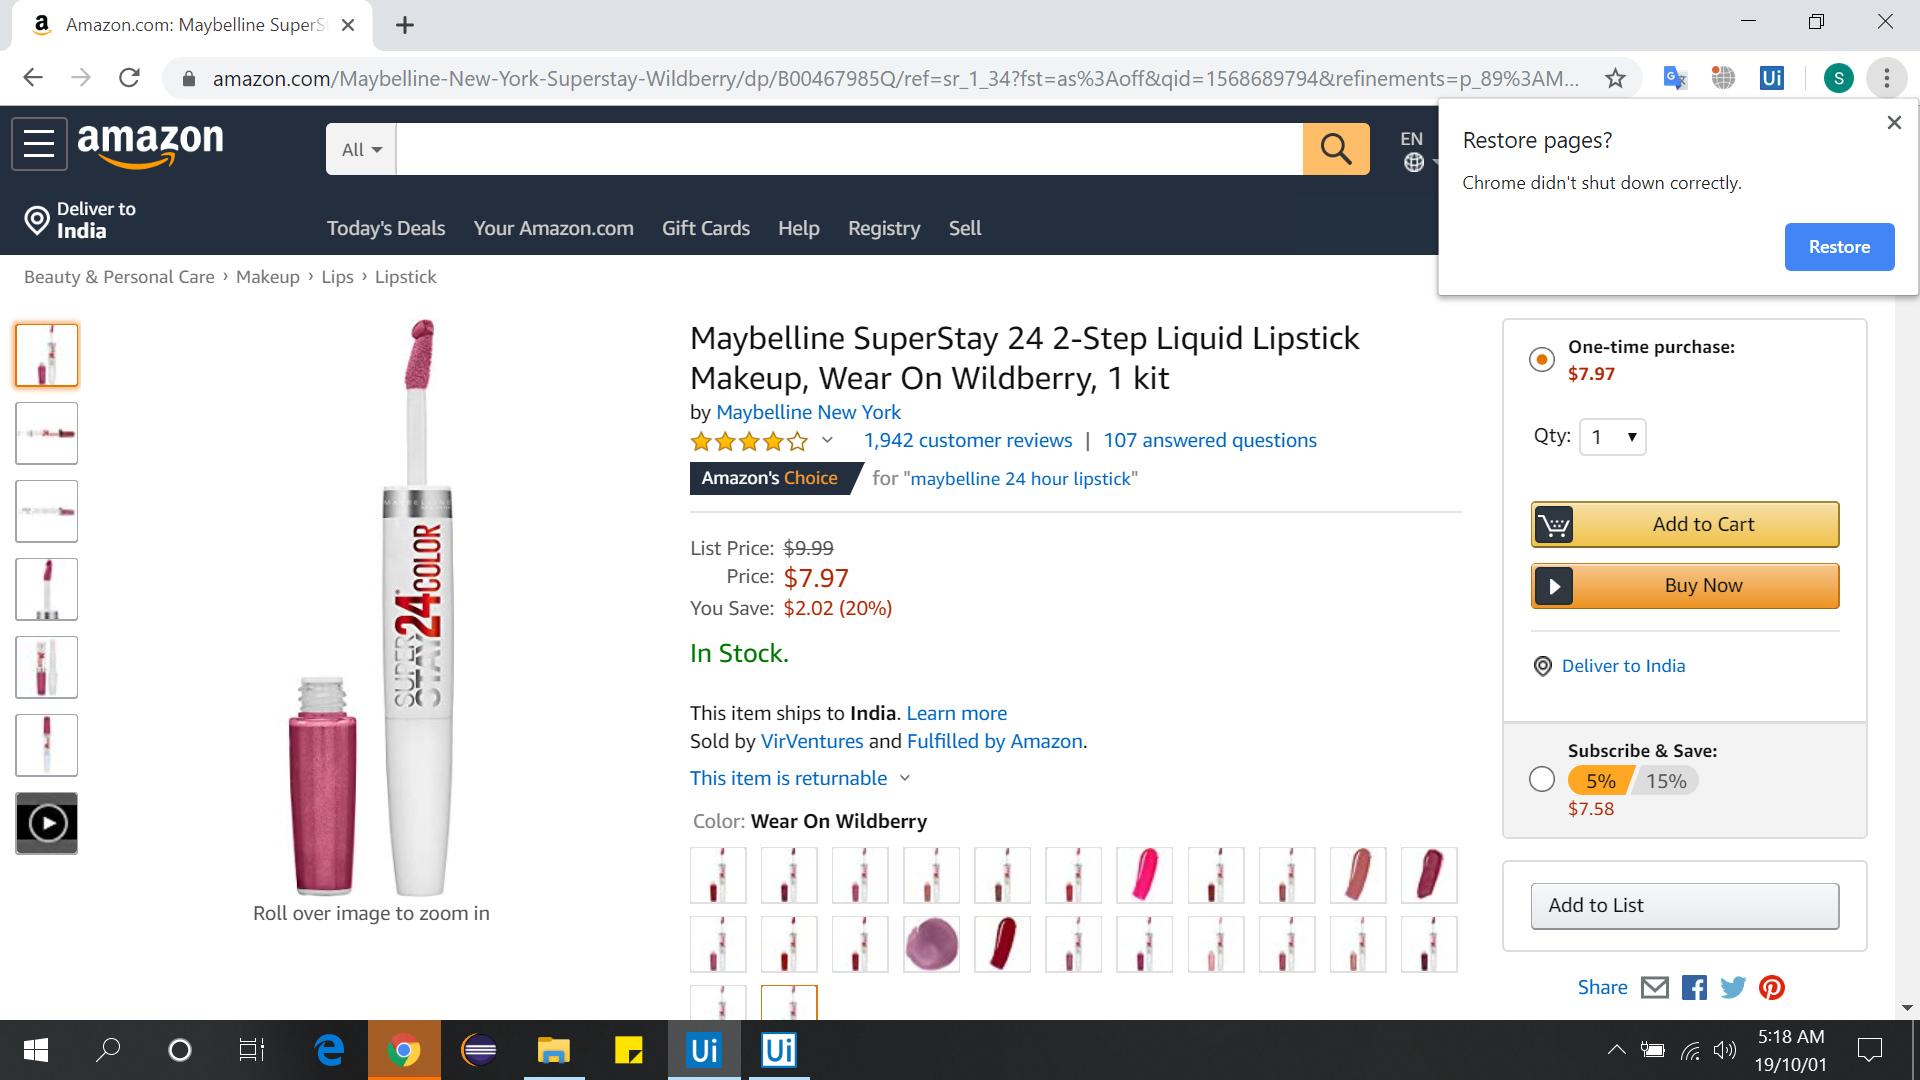 Amazon.com: Maybelline SuperS
amazon.com/Maybelline-New-York-Superstay-Wildberry/dp/B00467985Q/ref=sr_1_34?fst=as%3Aoff&qid=1568689794&refinements=p_89%3AM...
S
Ui
Restore pages?
Chrome didn't shut down correctly.
Restore
amazon
All
EN
Deliver to
India
Today's Deals Your Amazon.com Gift Cards Help Registry Sell
Beauty & Personal Care › Makeup › Lips › Lipstick
MAYBELLINE
SUPER STAY 24 COLOR
Roll over image to zoom in
Maybelline SuperStay 24 2-Step Liquid Lipstick
Makeup, Wear On Wildberry, 1 kit
by Maybelline New York
1,942 customer reviews | 107 answered questions
Amazon's Choice for "maybelline 24 hour lipstick"
List Price: $9.99
Price: $7.97
You Save: $2.02 (20%)
In Stock.
This item ships to India. Learn more
Sold by VirVentures and Fulfilled by Amazon.
This item is returnable
Color: Wear On Wildberry
One-time purchase:
$7.97
Qty: 1
Add to Cart
Buy Now
Deliver to India
Subscribe & Save:
5% 15%
$7.58
Add to List
Share
Ui
Ui
5:18 AM
19/10/01